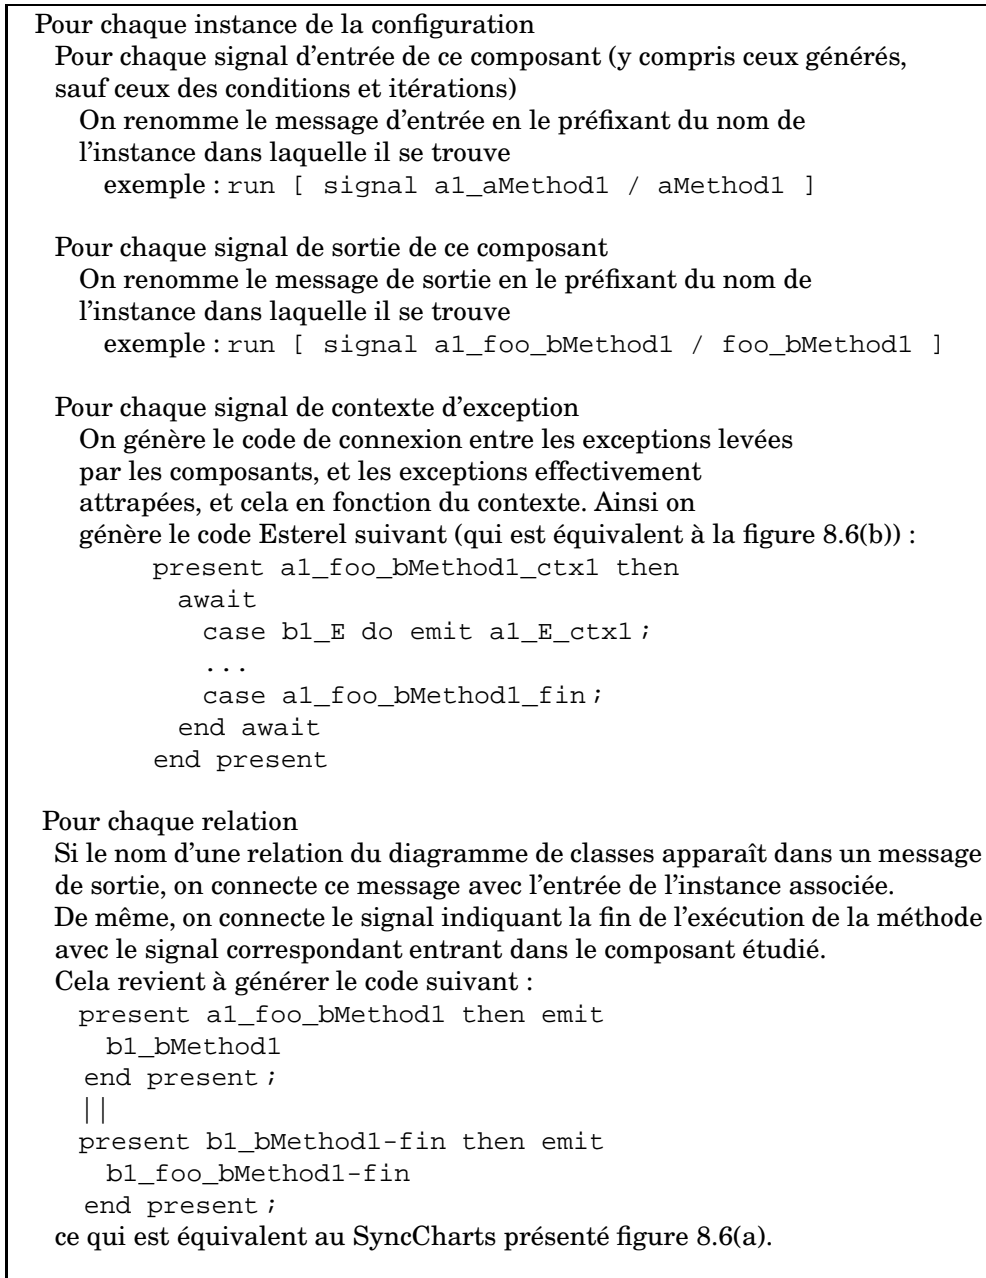 Pour chaque instance de la configuration
Pour chaque signal d'entrée de ce composant (y compris ceux générés,
sauf ceux des conditions et itérations)
On renomme le message d'entrée en le préfixant du nom de
l'instance dans laquelle il se trouve
exemple : run [ signal a1_aMethod1 / aMethod1 ]
Pour chaque signal de sortie de ce composant
On renomme le message de sortie en le préfixant du nom de
l'instance dans laquelle il se trouve
exemple : run [ signal a1_foo_bMethod1 / foo_bMethod1 ]
Pour chaque signal de contexte d'exception
On génère le code de connexion entre les exceptions levées
par les composants, et les exceptions effectivement
attrapées, et cela en fonction du contexte. Ainsi on
génère le code Esterel suivant (qui est équivalent à la figure 8.6(b)) :
present a1_foo_bMethod1_ctx1 then
await
case b1_E do emit a1_E_ctx1 ;
...
case a1_foo_bMethod1_fin ;
end await
end present
Pour chaque relation
Si le nom d'une relation du diagramme de classes apparaît dans un message
de sortie, on connecte ce message avec l'entrée de l'instance associée.
De même, on connecte le signal indiquant la fin de l'exécution de la méthode
avec le signal correspondant entrant dans le composant étudié.
Cela revient à générer le code suivant :
present a1_foo_bMethod1 then emit
b1_bMethod1
end present ;
||
present b1_bMethod1-fin then emit
b1_foo_bMethod1-fin
end present ;
ce qui est équivalent au SyncCharts présenté figure 8.6(a).